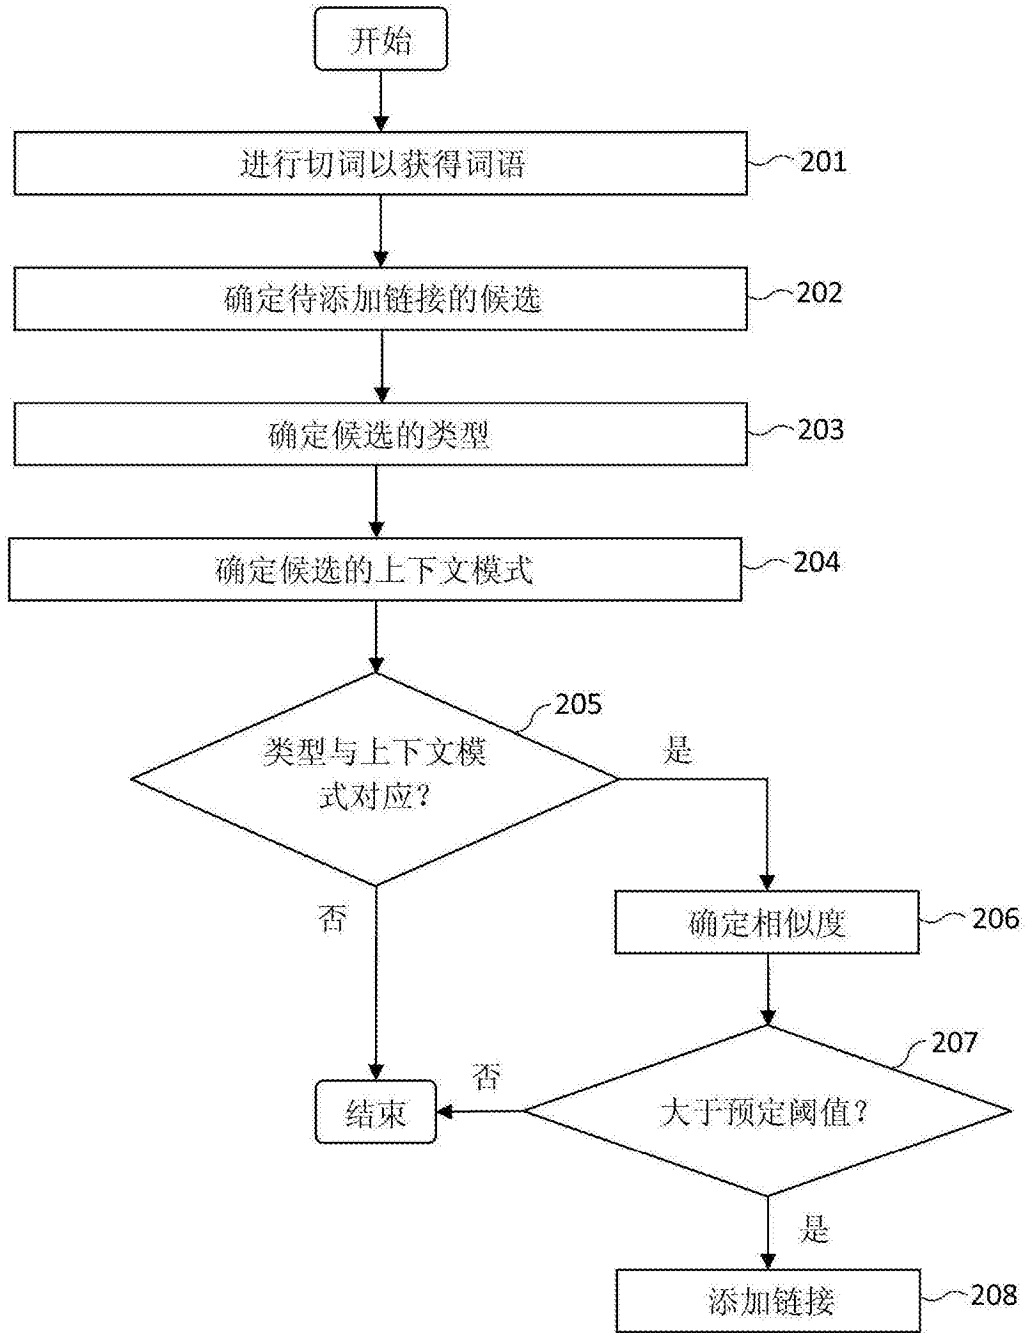 开始
进行切词以获得词语
201
确定待添加链接的候选
202
确定候选的类型
203
确定候选的上下文模式
204
205
类型与上下文模
式对应？
是
否
确定相似度
206
207
大于预定阈值？
否
结束
是
添加链接
208